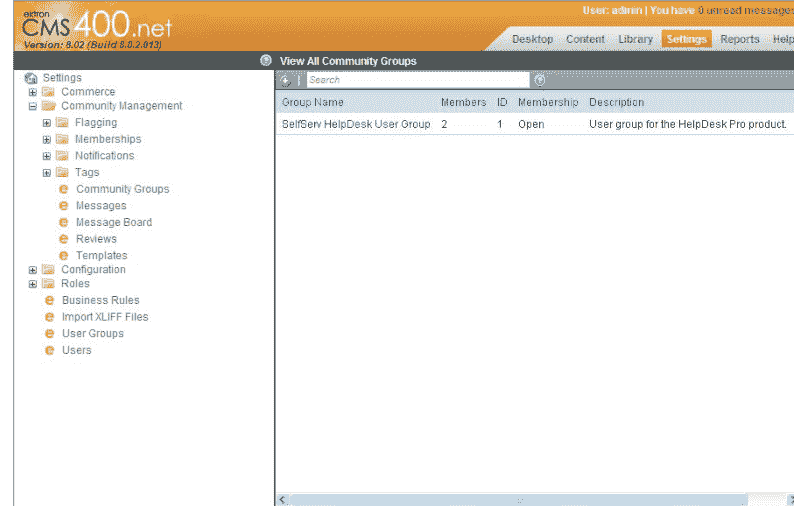 User: admin | You have 0 unread messages
ektron
CMS400.net
Version: 8.02 (Build 8.0.2.013)
Desktop Content Library Settings Reports Help
View All Community Groups
Search
Settings
Commerce
Community Management
Flagging
Memberships
Notifications
Tags
Community Groups
Messages
Message Board
Reviews
Templates
Configuration
Roles
Business Rules
Import XLIFF Files
User Groups
Users
Group Name Members ID Membership Description
SelfServ HelpDesk User Group 2 1 Open User group for the HelpDesk Pro product.